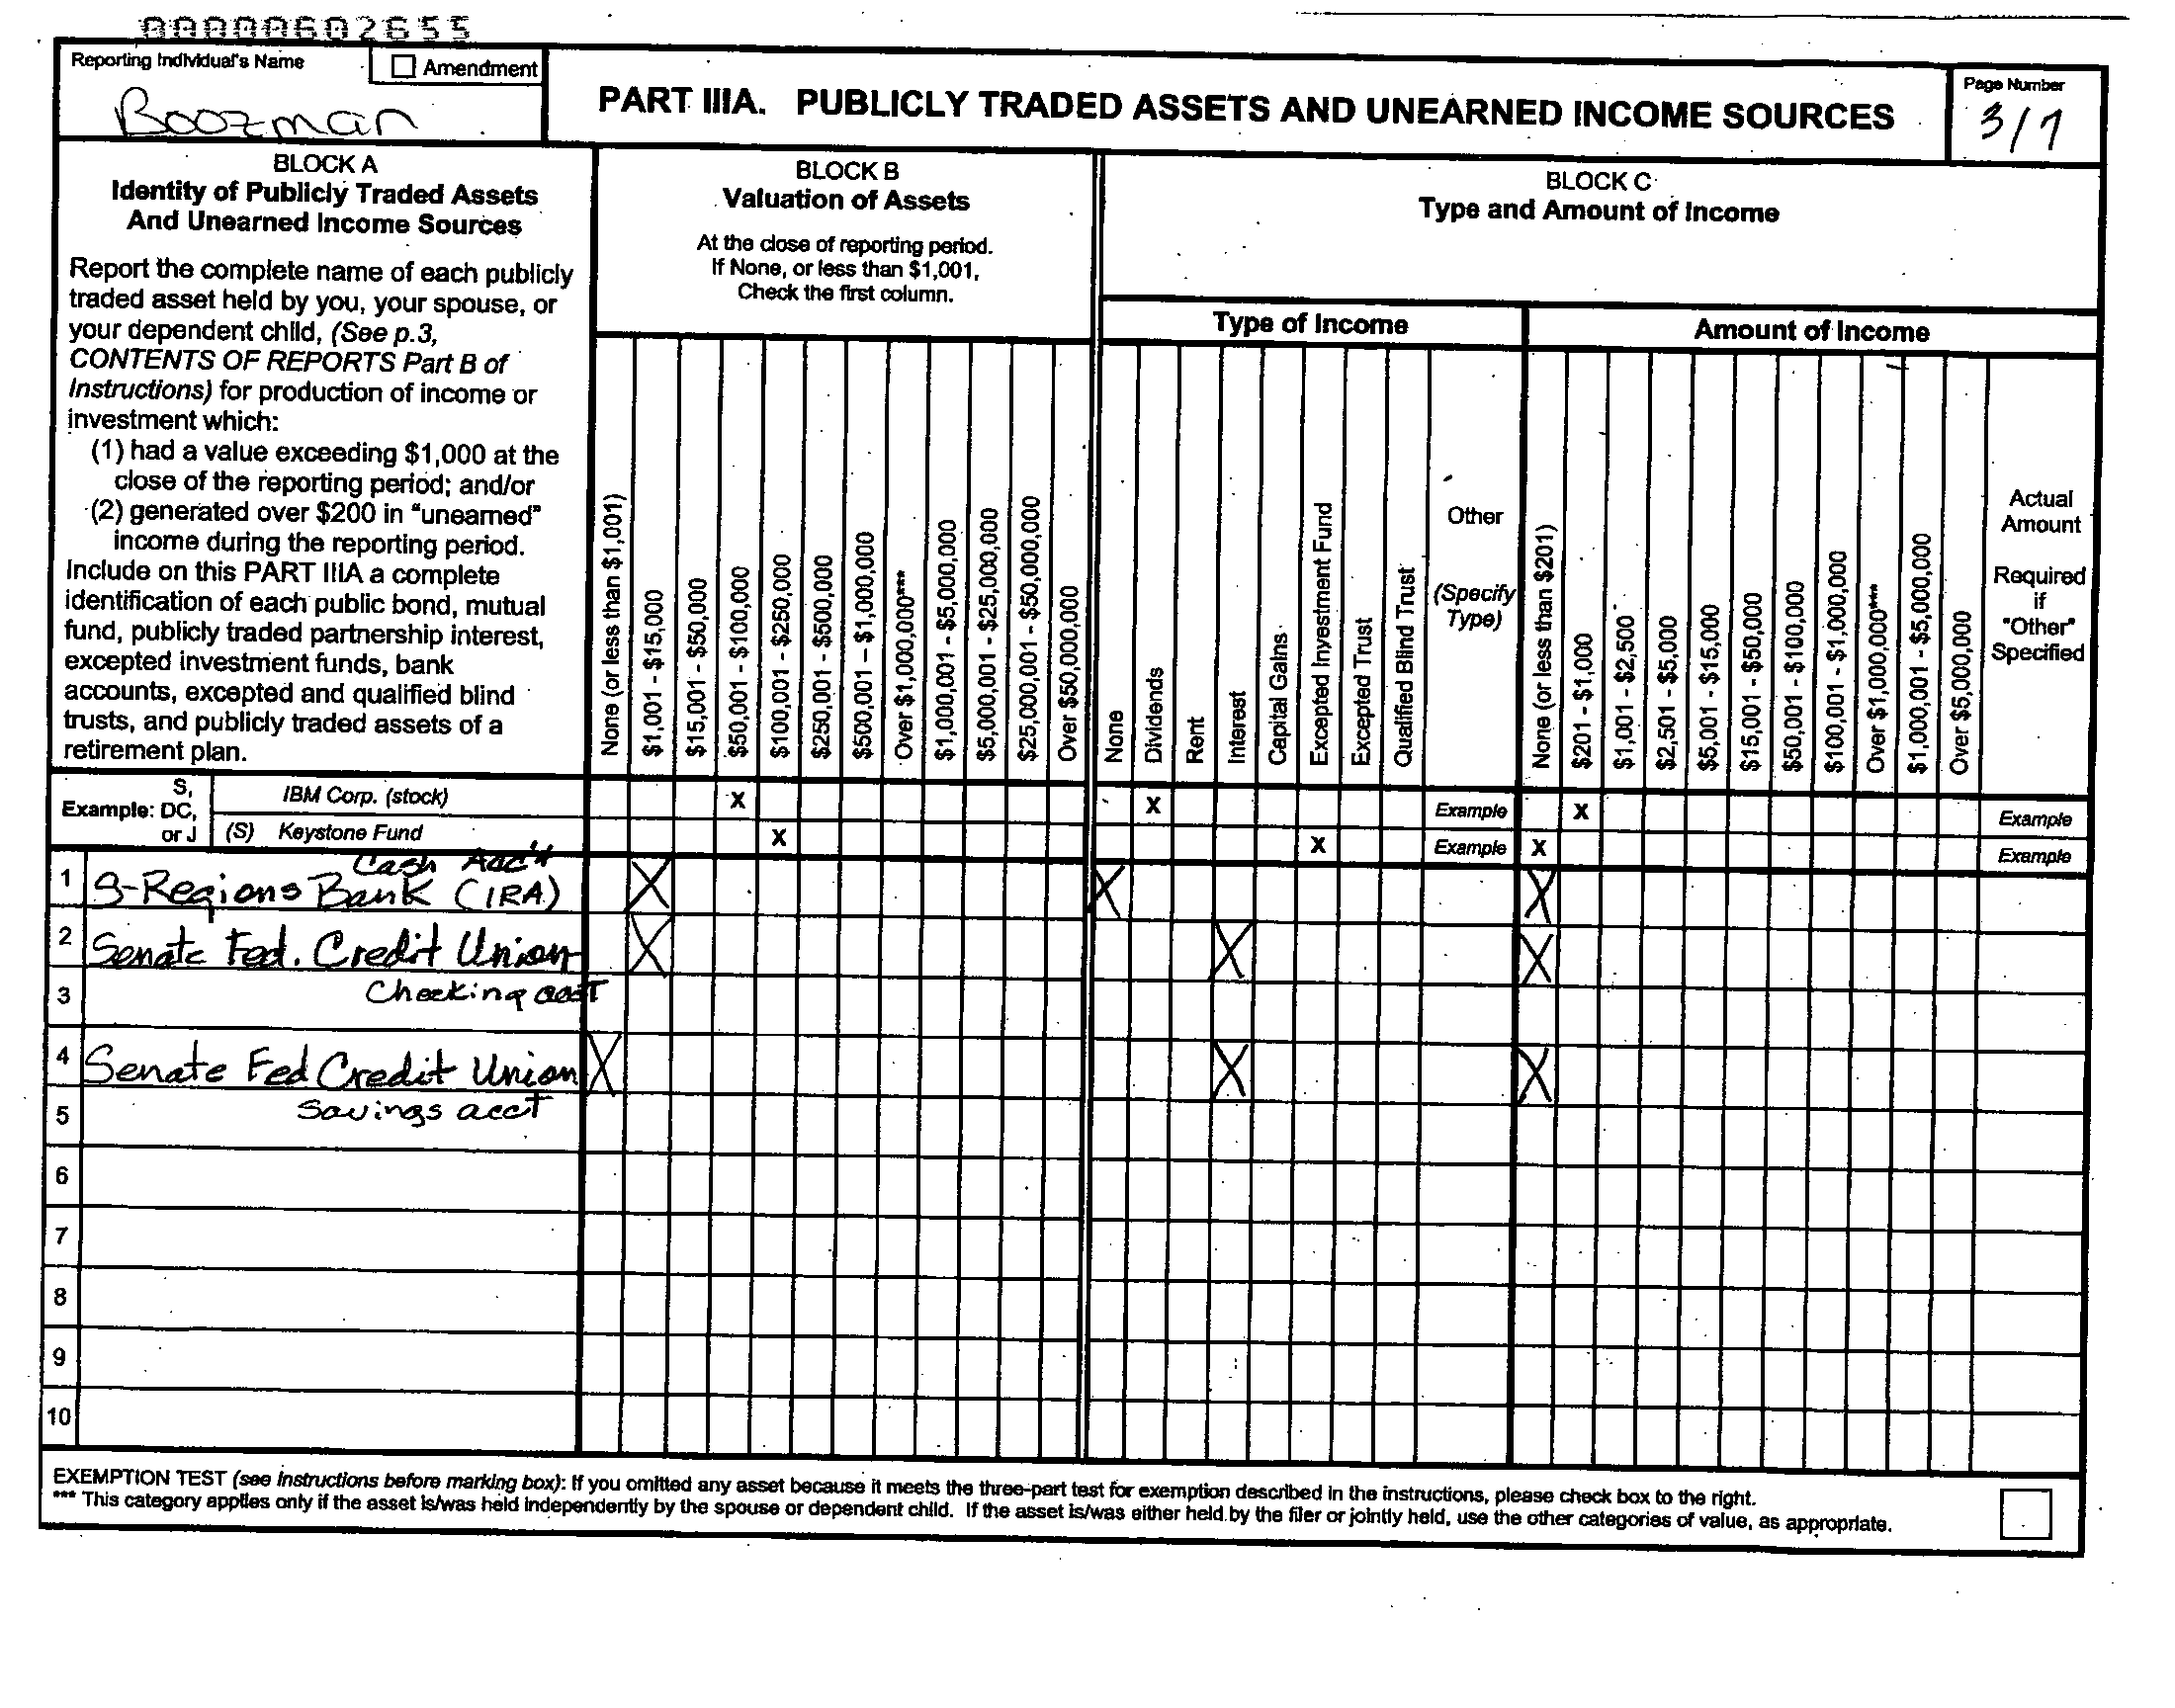 00000602655
Reporting Individual's Name
Amendment
Boozman
PART IIIA. PUBLICLY TRADED ASSETS AND UNEARNED INCOME SOURCES
Page Number
3/7
BLOCK A
Identity of Publicly Traded Assets
And Unearned Income Sources
Report the complete name of each publicly
traded asset held by you, your spouse, or
your dependent child, (See p.3,
CONTENTS OF REPORTS Part B of
Instructions) for production of income or
investment which:
(1) had a value exceeding $1,000 at the
close of the reporting period; and/or
(2) generated over $200 in "unearned"
income during the reporting period.
Include on this PART IIIA a complete
identification of each public bond, mutual
fund, publicly traded partnership interest,
excepted investment funds, bank
accounts, excepted and qualified blind
trusts, and publicly traded assets of a
retirement plan.
BLOCK B
Valuation of Assets
At the close of reporting period.
If None, or less than $1,001,
Check the first column.
None (or less than $1,001)
$1,001 - $15,000
$15,001 - $50,000
$50,001 - $100,000
$100,001 - $250,000
$250,001 - $500,000
$500,001 – $1,000,000
Over $1,000,000***
$1,000,001 - $5,000,000
$5,000,001 - $25,000,000
$25,000,001 - $50,000,000
Over $50,000,000
BLOCK C
Type and Amount of Income
Type of Income
None
Dividends
Rent
Interest
Capital Gains
Excepted Investment Fund
Excepted Trust
Qualified Blind Trust
Other
(Specify
Type)
Amount of Income
None (or less than $201)
$201 - $1,000
$1,001 - $2,500
$2,501 - $5,000
$5,001 - $15,000
$15,001 - $50,000
$50,001 - $100,000
$100,001 - $1,000,000
Over $1,000,000***
$1,000,001 - $5,000,000
Over $5,000,000
Actual
Amount
Required
if
"Other"
Specified
S,
Example: DC,
or J
IBM Corp. (stock) X X Example X Example
(S) Keystone Fund X X Example X Example
Cash Acc't
1 S-Regions Bank (IRA) X X X
2 Senate Fed. Credit Union X X X
3 Checking acct
4 Senate Fed Credit Union X X X
5 Savings acct
6
7
8
9
10
EXEMPTION TEST (see instructions before marking box): If you omitted any asset because it meets the three-part test for exemption described in the instructions, please check box to the right.
*** This category applies only if the asset is/was held independently by the spouse or dependent child. If the asset is/was either held by the filer or jointly held, use the other categories of value, as appropriate.